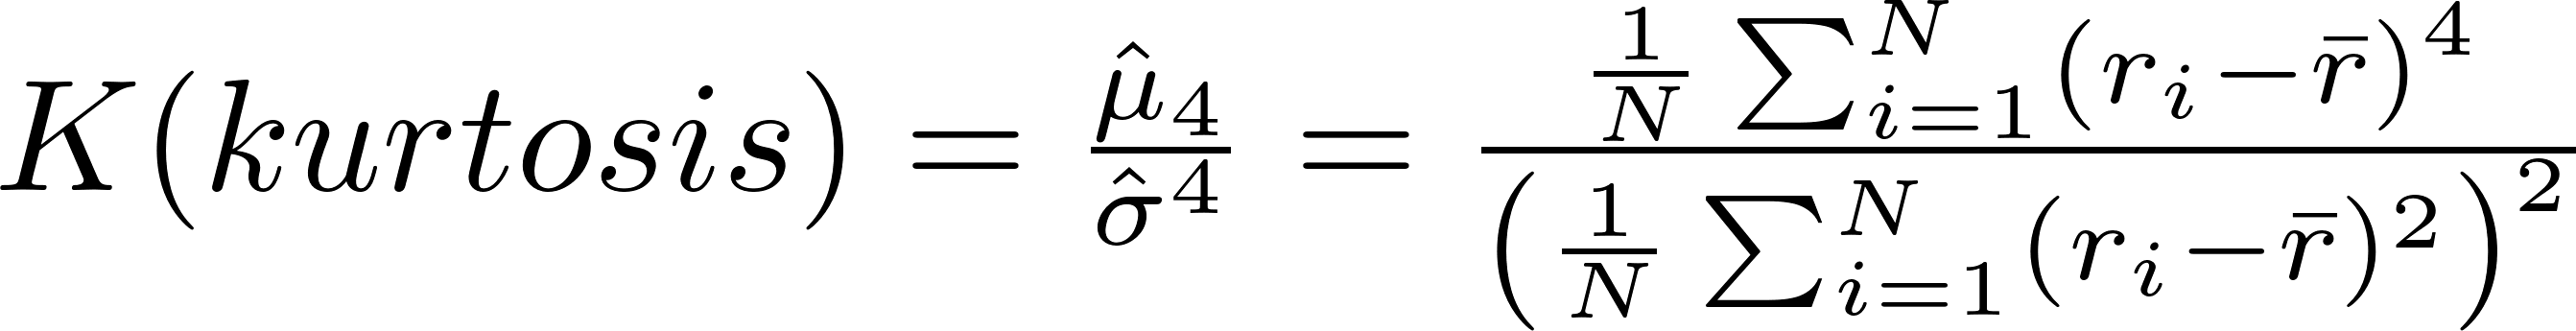 K(kurtosis) = \frac{\hat{\mu}_4}{\hat{\sigma}^4} = \frac{\frac{1}{N} \sum_{i=1}^{N} (r_i - \bar{r})^4}{\left(\frac{1}{N} \sum_{i=1}^{N} (r_i - \bar{r})^2\right)^2}